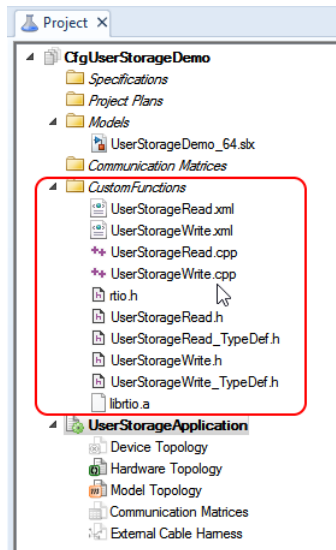 Project
CfgUserStorageDemo
Specifications
Project Plans
Models
UserStorageDemo_64.slx
Communication Matrices
CustomFunctions
UserStorageRead.xml
UserStorageWrite.xml
UserStorageRead.cpp
UserStorageWrite.cpp
rtio.h
UserStorageRead.h
UserStorageRead_TypeDef.h
UserStorageWrite.h
UserStorageWrite_TypeDef.h
librtio.a
UserStorageApplication
Device Topology
Hardware Topology
Model Topology
Communication Matrices
External Cable Harness